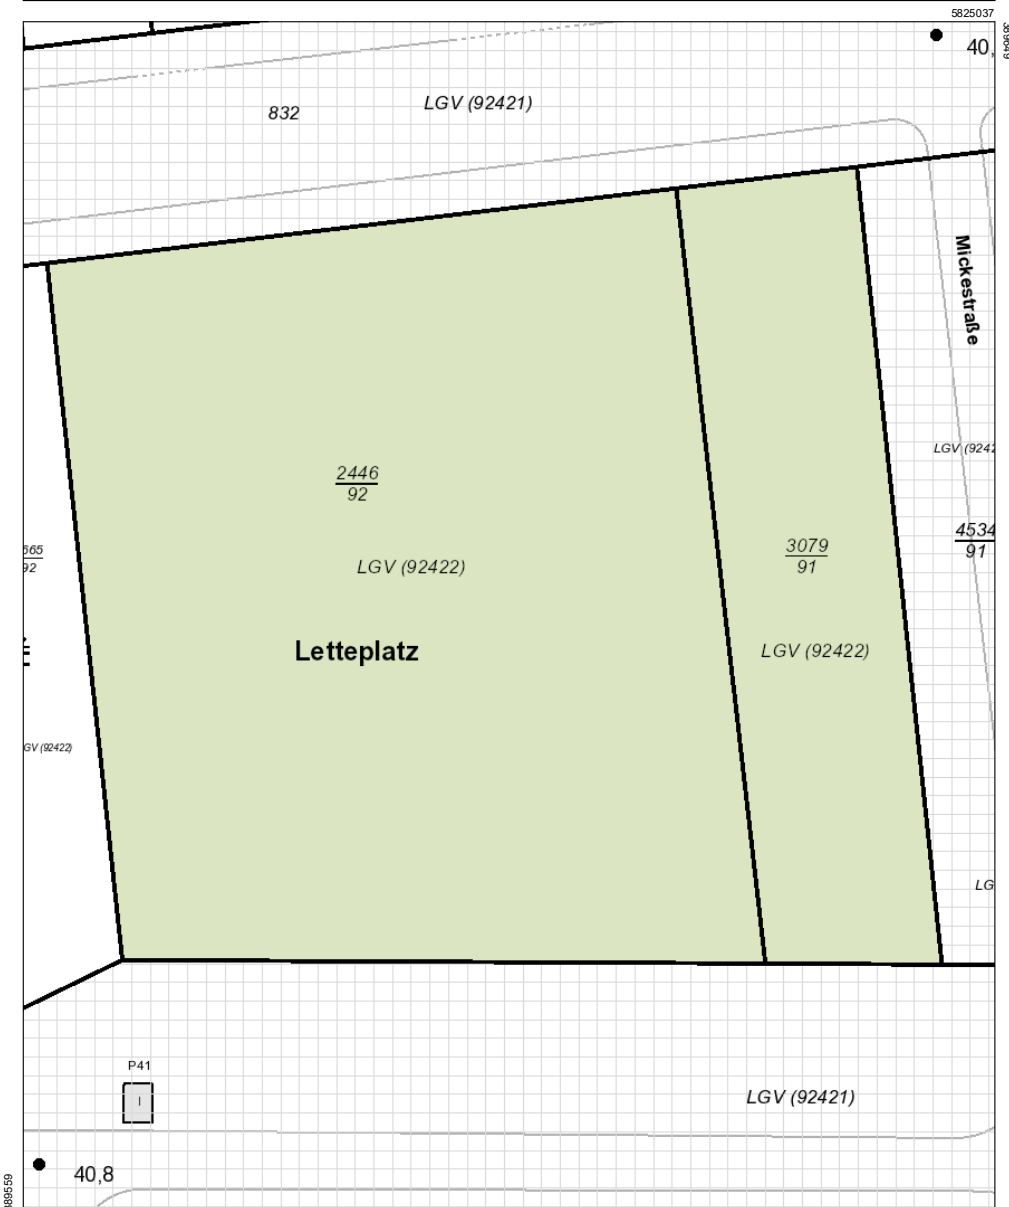 5825037
40,
LGV (92421)
832
Mickestraße
LGV (9242
2446
92
4534
91
3079
91
565
92
LGV (92422)
Letteplatz
LGV (92422)
GV (92422)
LG
P41
I
LGV (92421)
40,8
389559